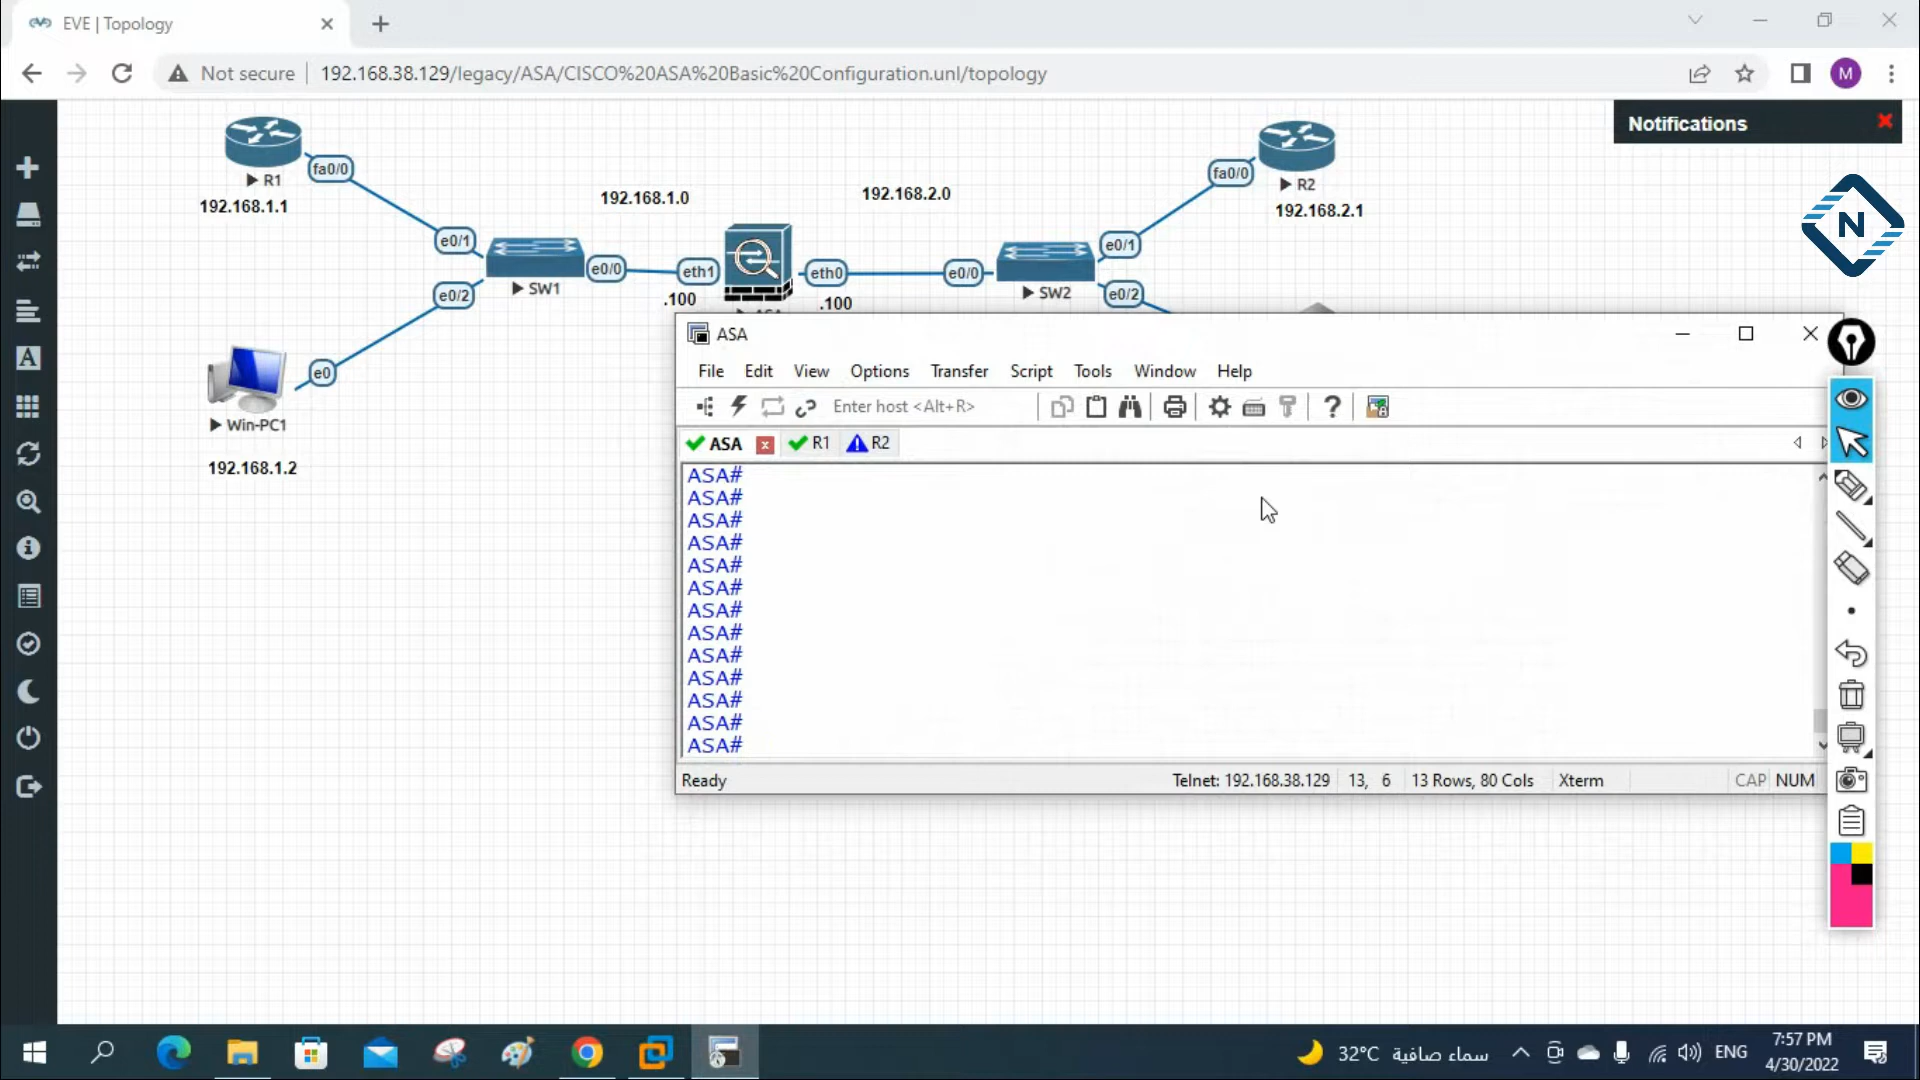 EVE | Topology
Not secure
192.168.38.129/legacy/ASA/CISCO%20ASA%20Basic%20Configuration.unl/topology
M
Notifications
N
R1
fa0/0
192.168.1.1
192.168.1.0
192.168.2.0
fa0/0
R2
192.168.2.1
e0/1
SW1
e0/0
eth1
eth0
e0/0
SW2
e0/1
e0/2
.100
.100
e0/2
e0
Win-PC1
192.168.1.2
ASA
File Edit View Options Transfer Script Tools Window Help
Enter host <Alt+R>
ASA R1 R2
ASA#
ASA#
ASA#
ASA#
ASA#
ASA#
ASA#
ASA#
ASA#
ASA#
ASA#
ASA#
ASA#
Ready Telnet: 192.168.38.129 13, 6 13 Rows, 80 Cols Xterm CAP NUM
32°C سماء صافية ENG
7:57 PM
4/30/2022